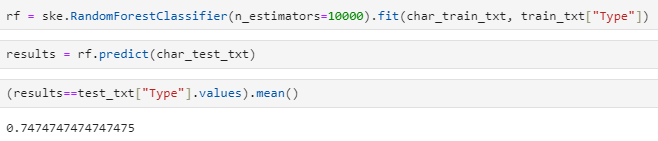 rf = ske.RandomForestClassifier(n_estimators=10000).fit(char_train_txt, train_txt["Type"])
results = rf.predict(char_test_txt)
(results==test_txt["Type"].values).mean()
0.7474747474747475